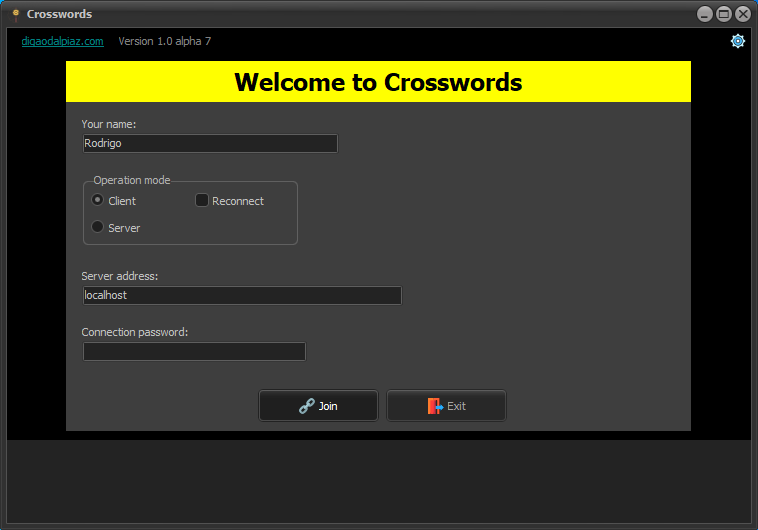 Crosswords
digaodalpiaz.com Version 1.0 alpha 7
Welcome to Crosswords
Your name:
Rodrigo
Operation mode
Client Reconnect
Server
Server address:
localhost
Connection password:
Join Exit